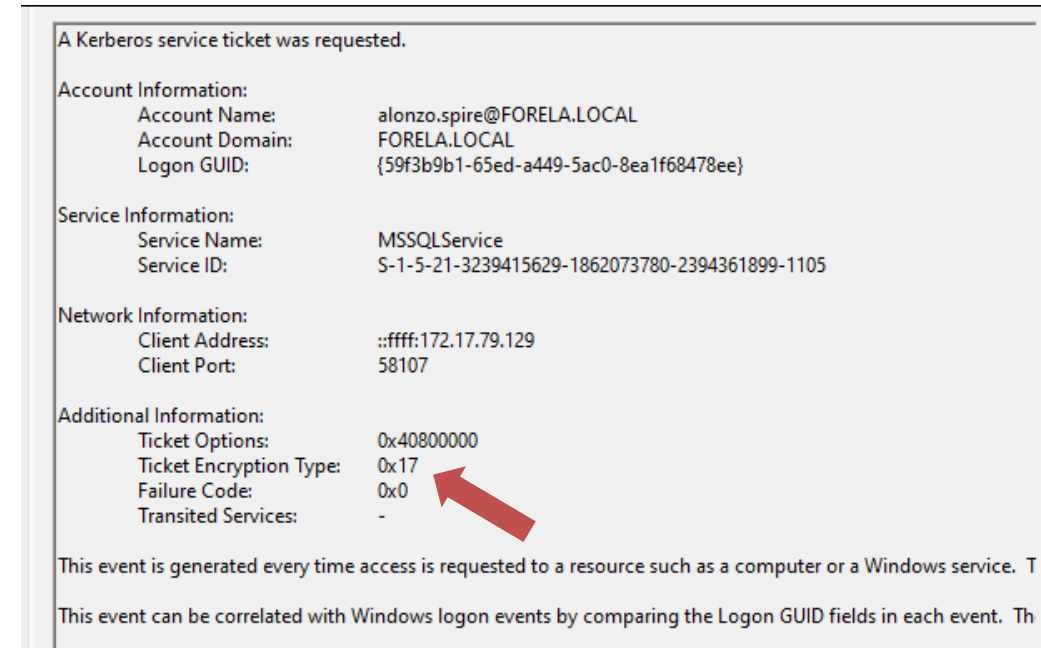 A Kerberos service ticket was requested.
Account Information:
Account Name: alonzo.spire@FORELA.LOCAL
Account Domain: FORELA.LOCAL
Logon GUID: {59f3b9b1-65ed-a449-5ac0-8ea1f68478ee}
Service Information:
Service Name: MSSQLService
Service ID: S-1-5-21-3239415629-1862073780-2394361899-1105
Network Information:
Client Address: ::ffff:172.17.79.129
Client Port: 58107
Additional Information:
Ticket Options: 0x40800000
Ticket Encryption Type: 0x17
Failure Code: 0x0
Transited Services: -
This event is generated every time access is requested to a resource such as a computer or a Windows service. T
This event can be correlated with Windows logon events by comparing the Logon GUID fields in each event. Th